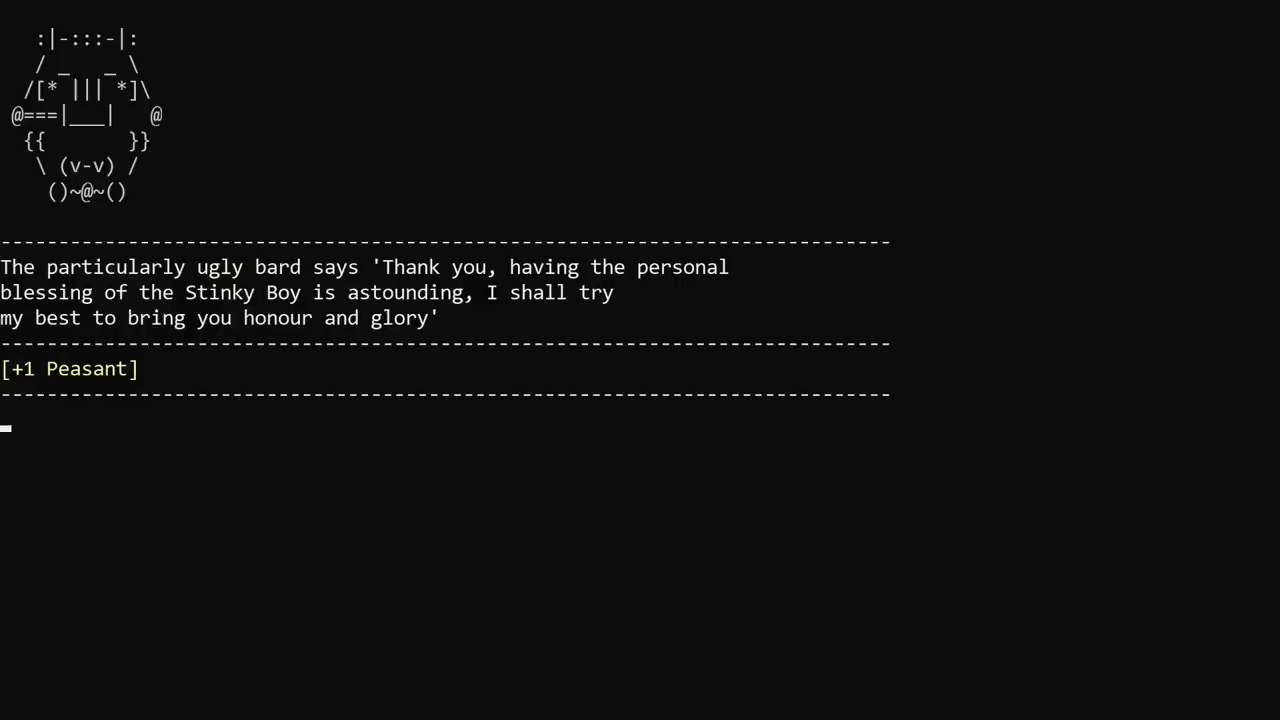 :|-:::-|:
   / _   _ \
  /[* ||| *]\
 @===|___|   @
  {{       }}
   \ (v-v) /
    ()~@~()
-----------------------------------------------------------------------------
The particularly ugly bard says 'Thank you, having the personal
blessing of the Stinky Boy is astounding, I shall try
my best to bring you honour and glory'
-----------------------------------------------------------------------------
[+1 Peasant]
-----------------------------------------------------------------------------